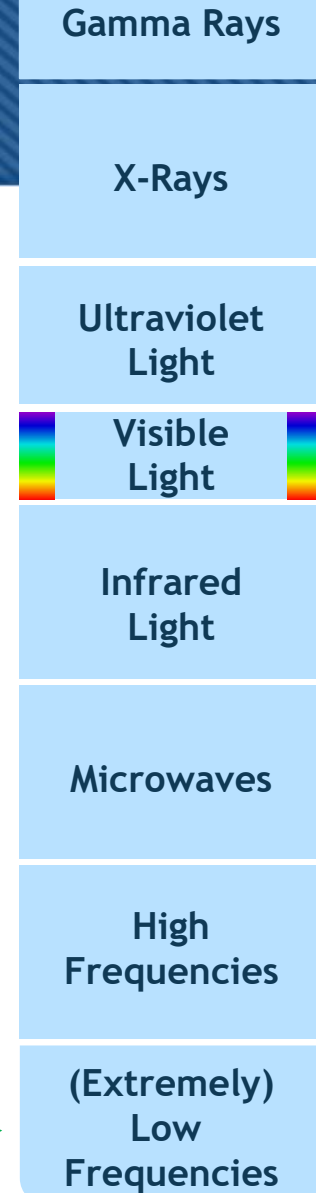 Gamma Rays
X-Rays
Ultraviolet
Light
Visible
Light
Infrared
Light
Microwaves
High
Frequencies
(Extremely)
Low
Frequencies